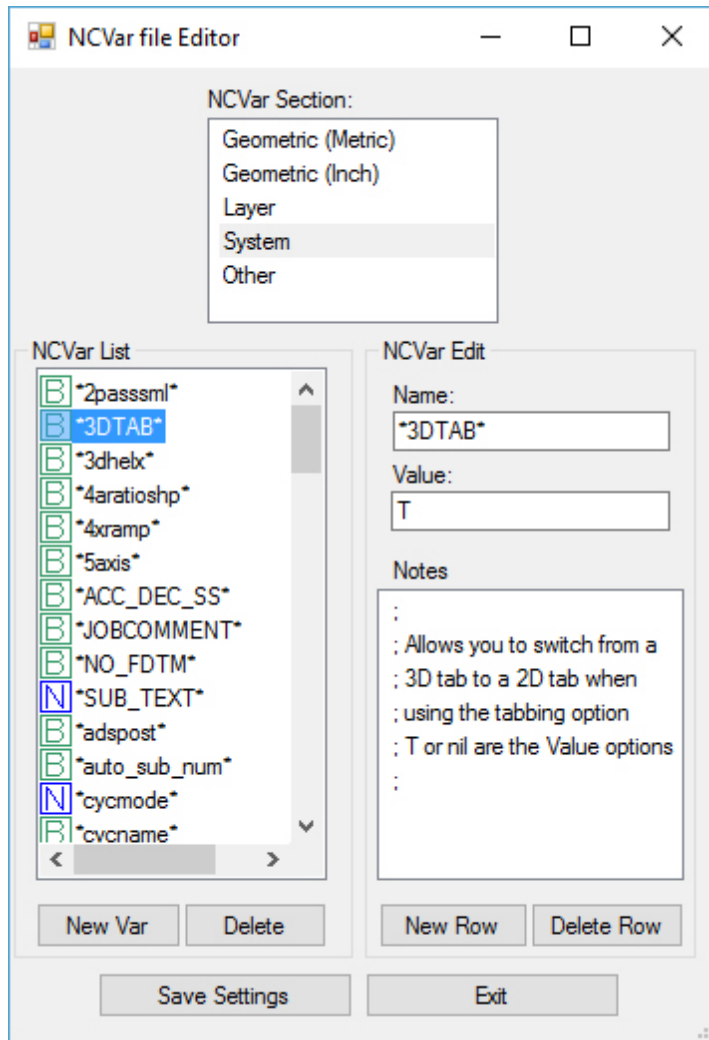 NCVar file Editor
NCVar Section:
Geometric (Metric)
Geometric (Inch)
Layer
System
Other
NCVar List
B *2passsml*
B *3DTAB*
B *3dhelx*
B *4aratioshp*
B *4xramp*
B *5axis*
B *ACC_DEC_SS*
B *JOBCOMMENT*
B *NO_FDTM*
N *SUB_TEXT*
B *adspost*
B *auto_sub_num*
N *cycmode*
B *cycname*
New Var
Delete
NCVar Edit
Name:
*3DTAB*
Value:
T
Notes
;
; Allows you to switch from a
; 3D tab to a 2D tab when
; using the tabbing option
; T or nil are the Value options
;
New Row
Delete Row
Save Settings
Exit